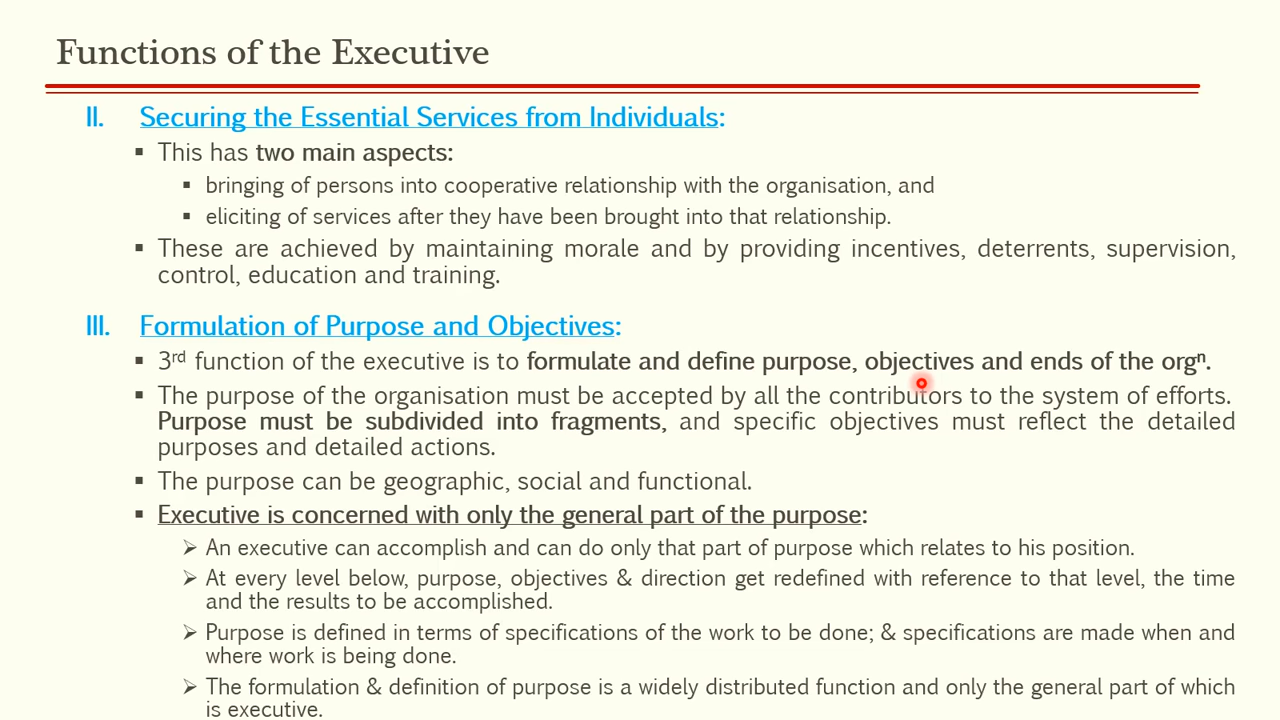 Functions of the Executive
II. Securing the Essential Services from Individuals:
▪ This has two main aspects:
▪ bringing of persons into cooperative relationship with the organisation, and
▪ eliciting of services after they have been brought into that relationship.
▪ These are achieved by maintaining morale and by providing incentives, deterrents, supervision,
control, education and training.
III. Formulation of Purpose and Objectives:
▪ 3rd function of the executive is to formulate and define purpose, objectives and ends of the orgⁿ.
▪ The purpose of the organisation must be accepted by all the contributors to the system of efforts.
Purpose must be subdivided into fragments, and specific objectives must reflect the detailed
purposes and detailed actions.
▪ The purpose can be geographic, social and functional.
▪ Executive is concerned with only the general part of the purpose:
➢ An executive can accomplish and can do only that part of purpose which relates to his position.
➢ At every level below, purpose, objectives & direction get redefined with reference to that level, the time
and the results to be accomplished.
➢ Purpose is defined in terms of specifications of the work to be done; & specifications are made when and
where work is being done.
➢ The formulation & definition of purpose is a widely distributed function and only the general part of which
is executive.